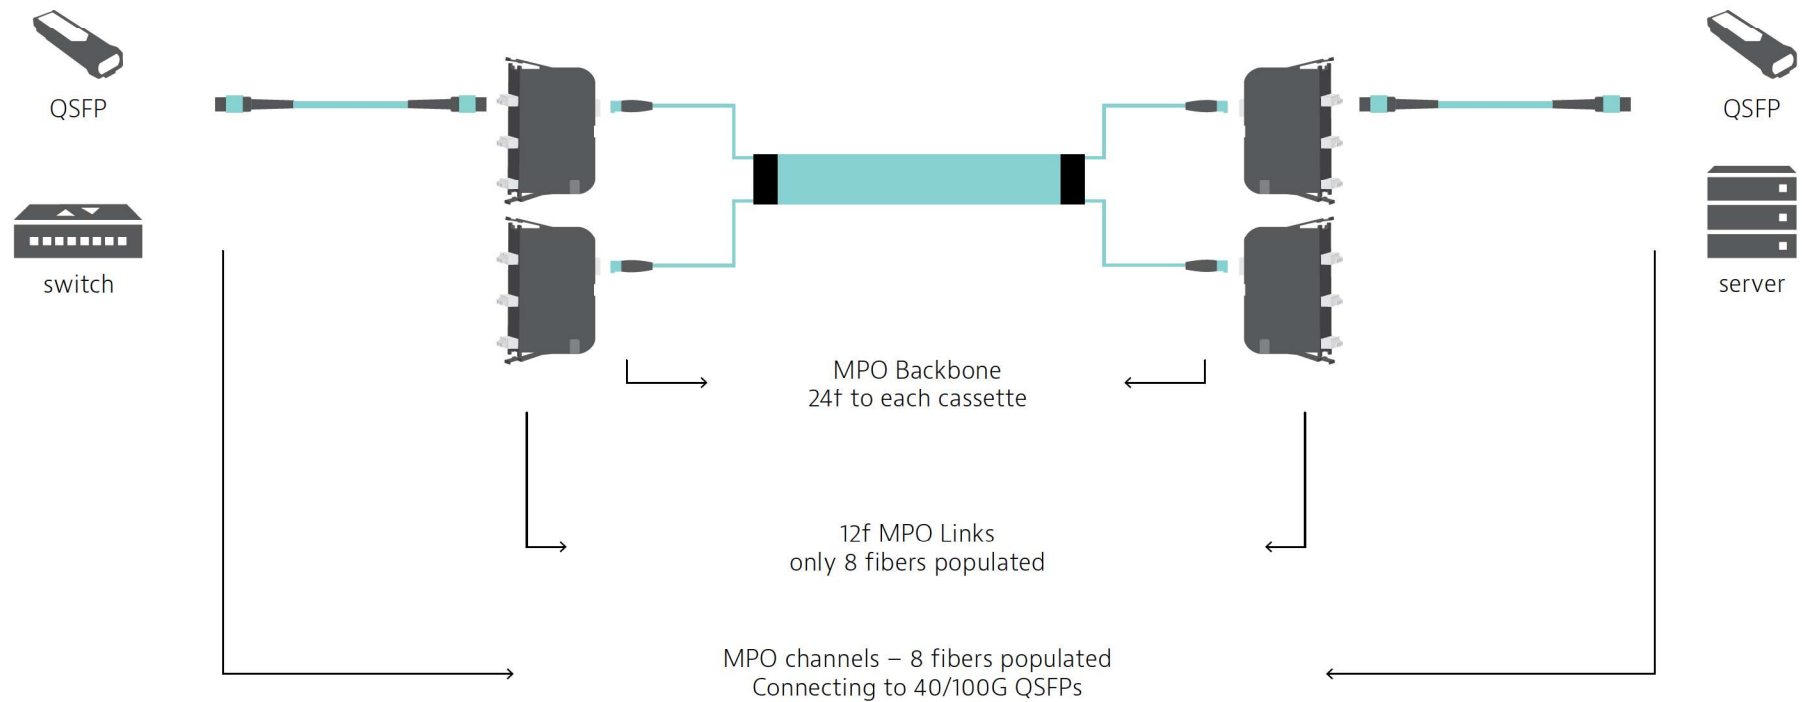 QSFP
QSFP
switch
server
MPO Backbone
24f to each cassette
12f MPO Links
only 8 fibers populated
MPO channels – 8 fibers populated
Connecting to 40/100G QSFPs